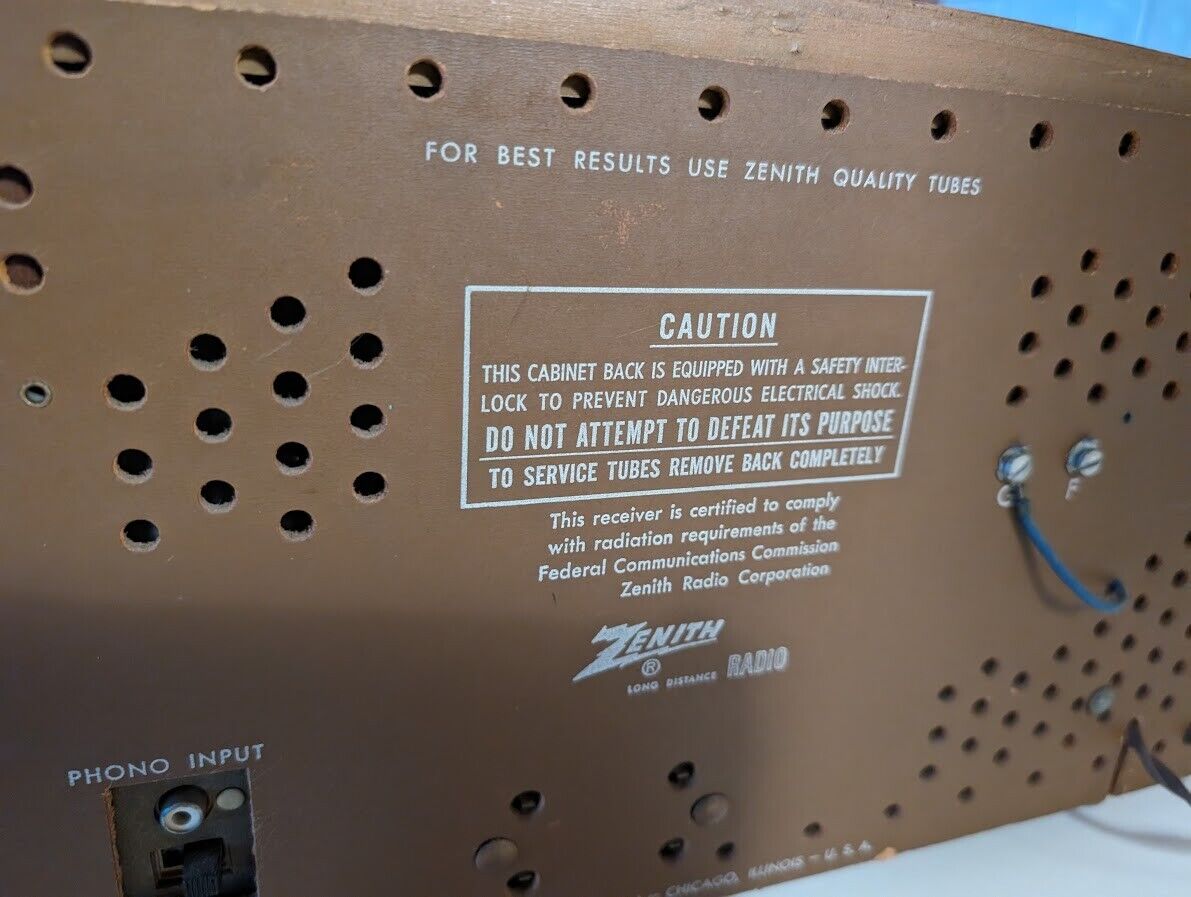 FOR BEST RESULTS USE ZENITH QUALITY TUBES
CAUTION
THIS CABINET BACK IS EQUIPPED WITH A SAFETY INTER-
LOCK TO PREVENT DANGEROUS ELECTRICAL SHOCK.
DO NOT ATTEMPT TO DEFEAT ITS PURPOSE
TO SERVICE TUBES REMOVE BACK COMPLETELY
This receiver is certified to comply
with radiation requirements of the
Federal Communications Commission
Zenith Radio Corporation
G F
ZENITH
® LONG DISTANCE RADIO
PHONO INPUT
CHICAGO, ILLINOIS – U. S. A.